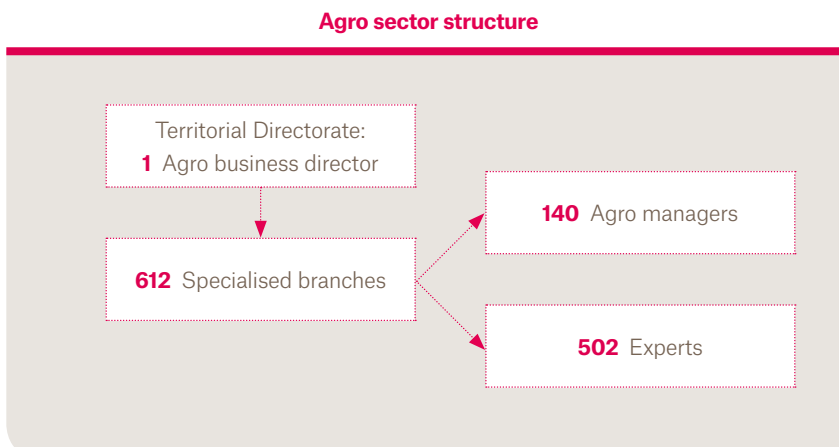 Agro sector structure
Territorial Directorate:
1 Agro business director
612 Specialised branches
140 Agro managers
502 Experts